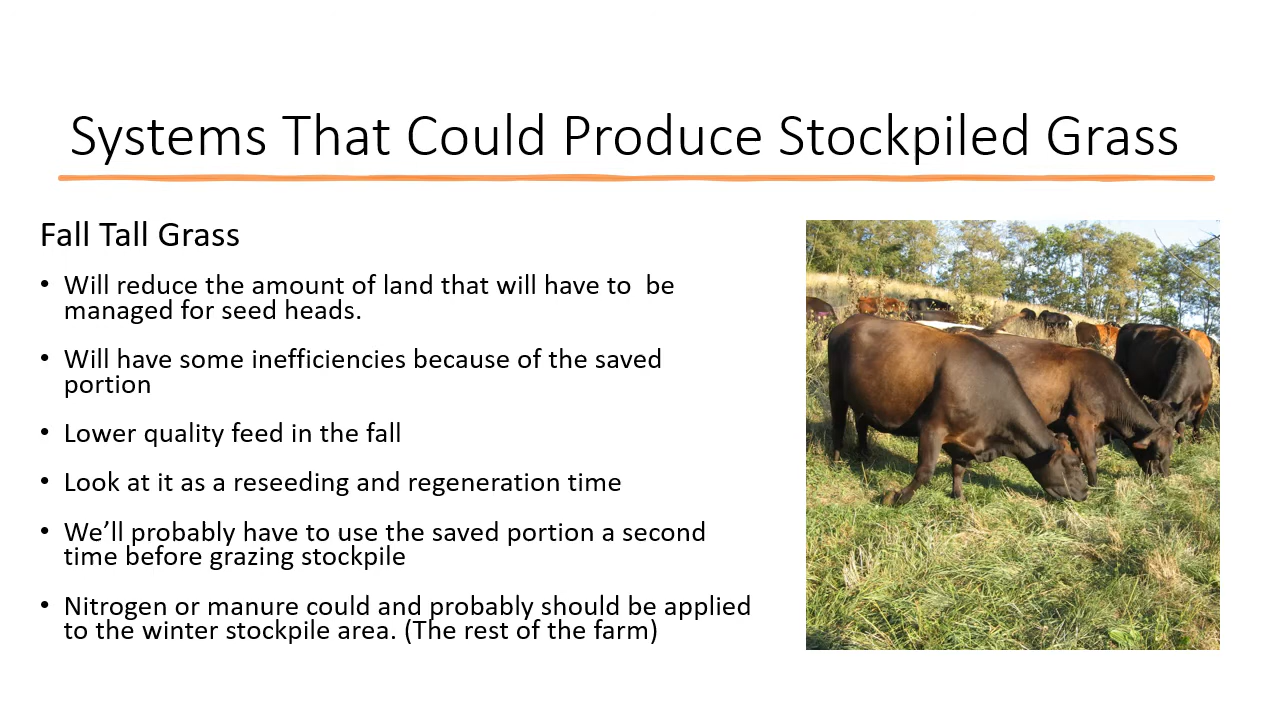 Systems That Could Produce Stockpiled Grass
Fall Tall Grass
• Will reduce the amount of land that will have to  be
managed for seed heads.
• Will have some inefficiencies because of the saved
portion
• Lower quality feed in the fall
• Look at it as a reseeding and regeneration time
• We’ll probably have to use the saved portion a second
time before grazing stockpile
• Nitrogen or manure could and probably should be applied
to the winter stockpile area. (The rest of the farm)